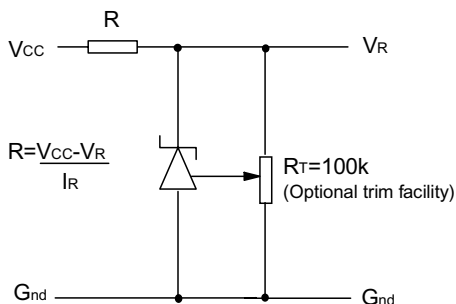 R
VCC
VR
R=VCC-VR
IR
RT=100k
(Optional trim facility)
Gnd
Gnd